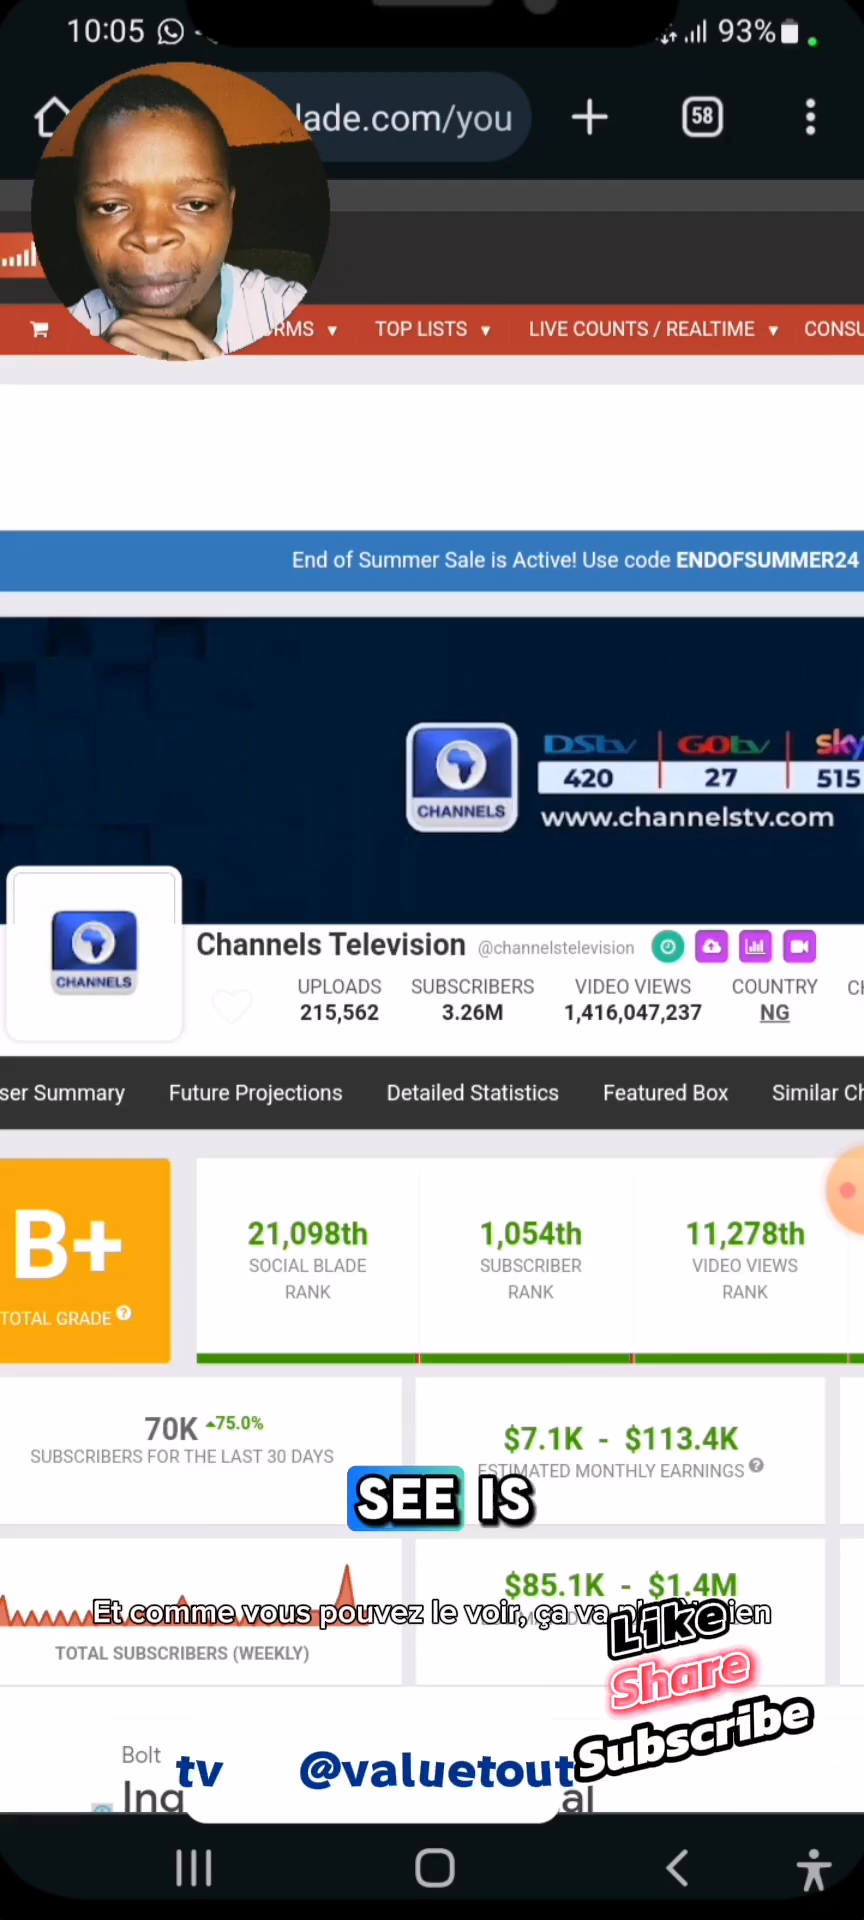 10:05
93%
lade.com/you
58
RMS
TOP LISTS
LIVE COUNTS / REALTIME
CONSU
End of Summer Sale is Active! Use code ENDOFSUMMER24
DStv
GOtv
sky
420
27
515
CHANNELS
www.channelstv.com
CHANNELS
Channels Television @channelstelevision
UPLOADS
SUBSCRIBERS
VIDEO VIEWS
COUNTRY
CH
215,562
3.26M
1,416,047,237
NG
ser Summary
Future Projections
Detailed Statistics
Featured Box
Similar Ch
B+
TOTAL GRADE
21,098th
SOCIAL BLADE
RANK
1,054th
SUBSCRIBER
RANK
11,278th
VIDEO VIEWS
RANK
70K 75.0%
SUBSCRIBERS FOR THE LAST 30 DAYS
$7.1K - $113.4K
ESTIMATED MONTHLY EARNINGS
SEE IS
$85.1K - $1.4M
Et comme vous pouvez le voir, ça va
TOTAL SUBSCRIBERS (WEEKLY)
Like
Share
Subscribe
Bolt
tv @valuetout